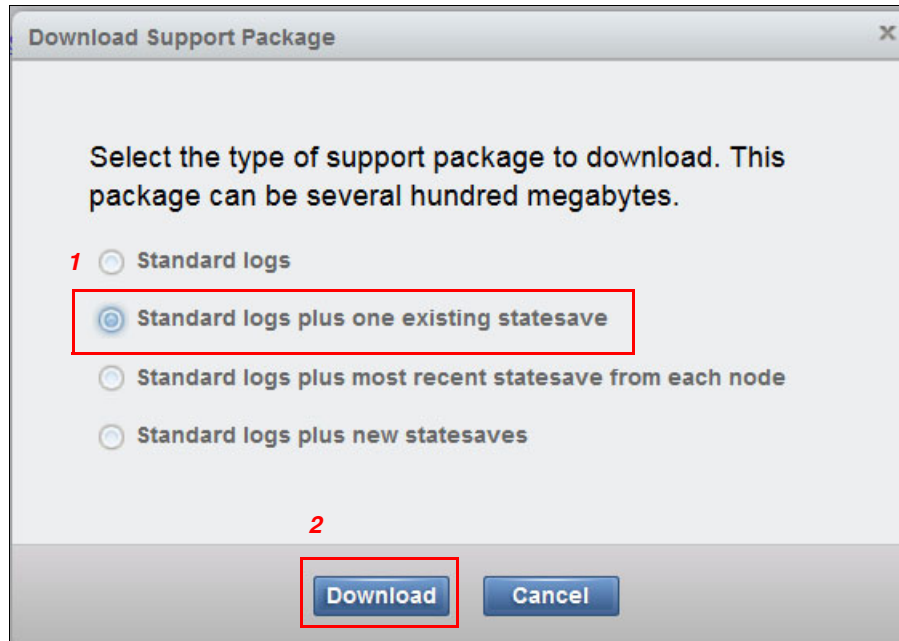 Download Support Package
x
Select the type of support package to download. This
package can be several hundred megabytes.
1 Standard logs
Standard logs plus one existing statesave
Standard logs plus most recent statesave from each node
Standard logs plus new statesaves
2
Download Cancel